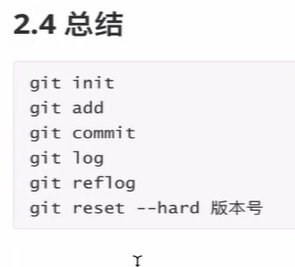 2.4 总结
git init
git add
git commit
git log
git reflog
git reset --hard 版本号